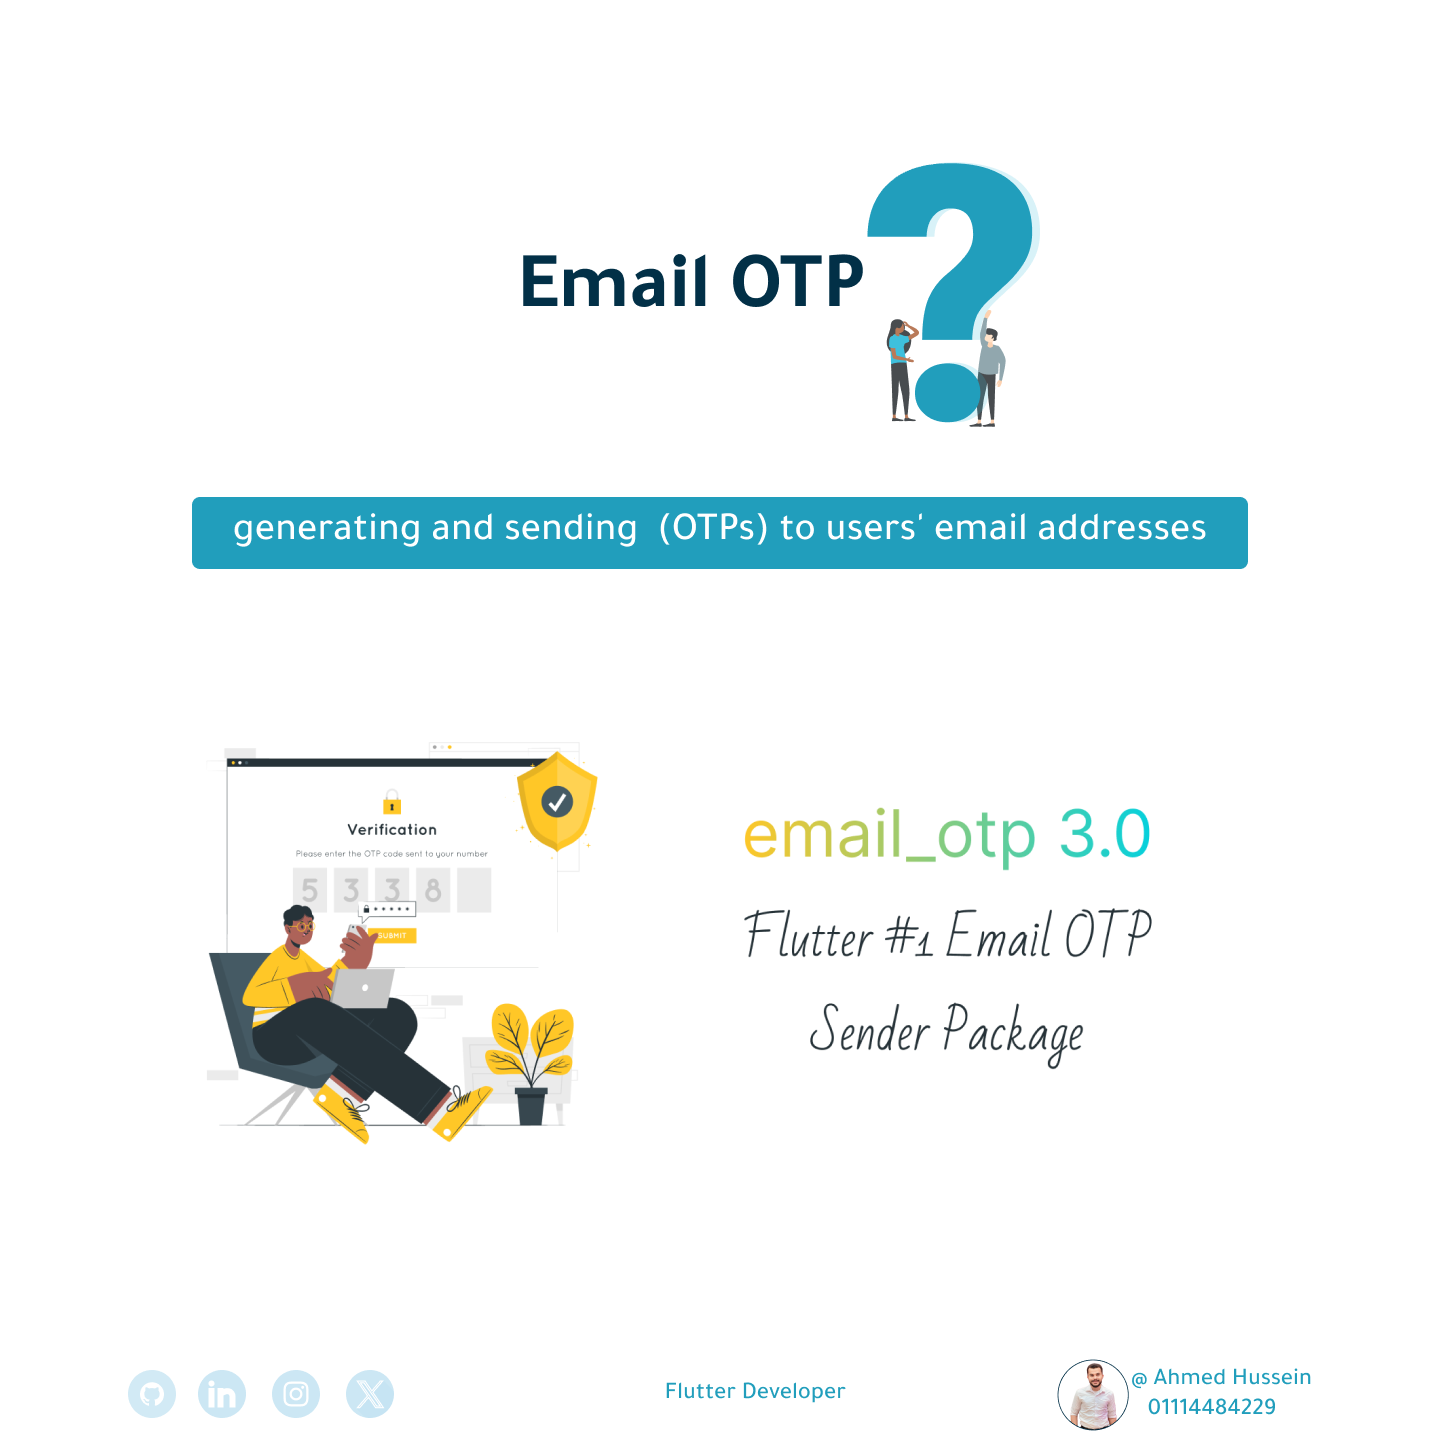 Email OTP
?
generating and sending (OTPs) to users' email addresses
Verification
Please enter the OTP code sent to your number
5 3 3 8
*****
SUBMIT
email_otp 3.0
Flutter #1 Email OTP
Sender Package
Flutter Developer
@ Ahmed Hussein
01114484229